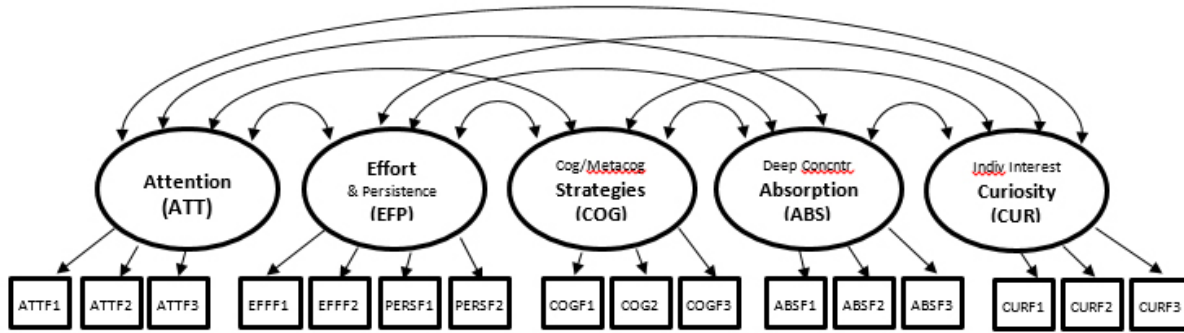 Attention
(ATT)
Effort
& Persistence
(EFP)
Cog/Metacog
Strategies
(COG)
Deep Concntr
Absorption
(ABS)
Indiv Interest
Curiosity
(CUR)
ATTF1
ATTF2
ATTF3
EFFF1
EFFF2
PERSF1
PERSF2
COGF1
COG2
COGF3
ABSF1
ABSF2
ABSF3
CURF1
CURF2
CURF3